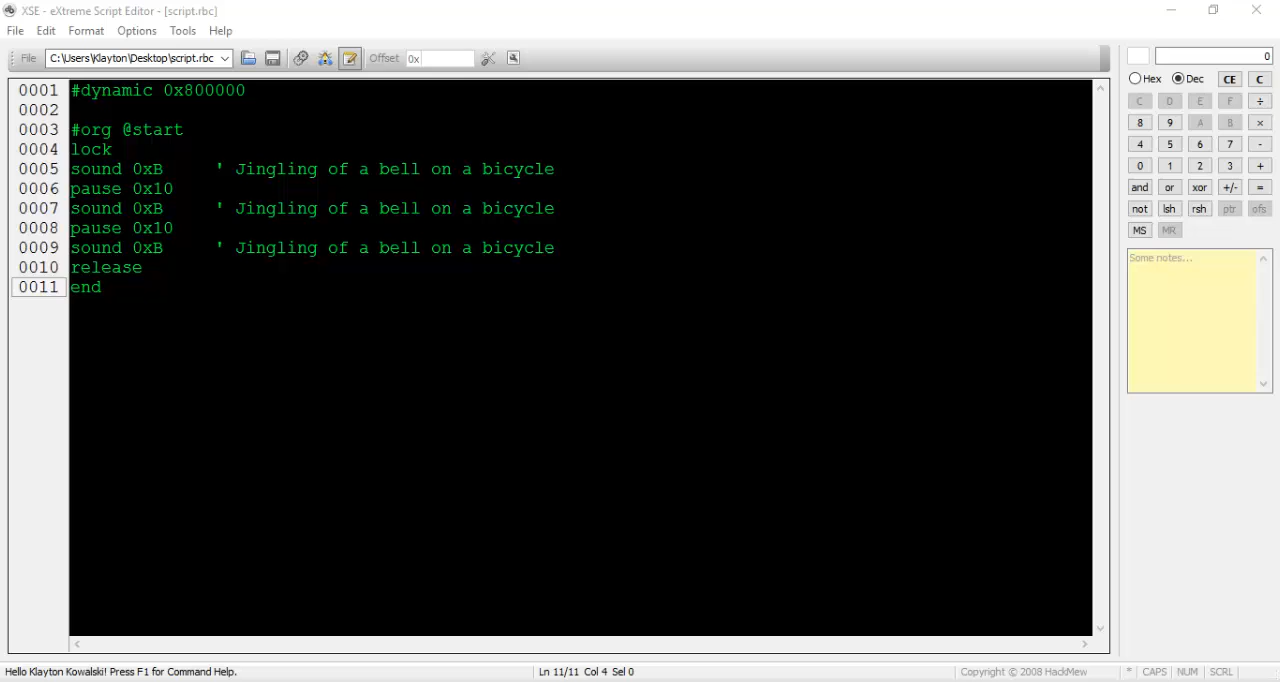 XSE - eXtreme Script Editor - [script.rbc]
File Edit Format Options Tools Help
File C:\Users\Klayton\Desktop\script.rbc Offset 0x
0
Hex Dec CE C
C D E F ÷
8 9 A B ×
4 5 6 7 -
0 1 2 3 +
and or xor +/- =
not lsh rsh ptr ofs
MS MR
Some notes...
0001 #dynamic 0x800000
0002
0003 #org @start
0004 lock
0005 sound 0xB ' Jingling of a bell on a bicycle
0006 pause 0x10
0007 sound 0xB ' Jingling of a bell on a bicycle
0008 pause 0x10
0009 sound 0xB ' Jingling of a bell on a bicycle
0010 release
0011 end
Hello Klayton Kowalski! Press F1 for Command Help. Ln 11/11 Col 4 Sel 0 Copyright © 2008 HackMew * CAPS NUM SCRL